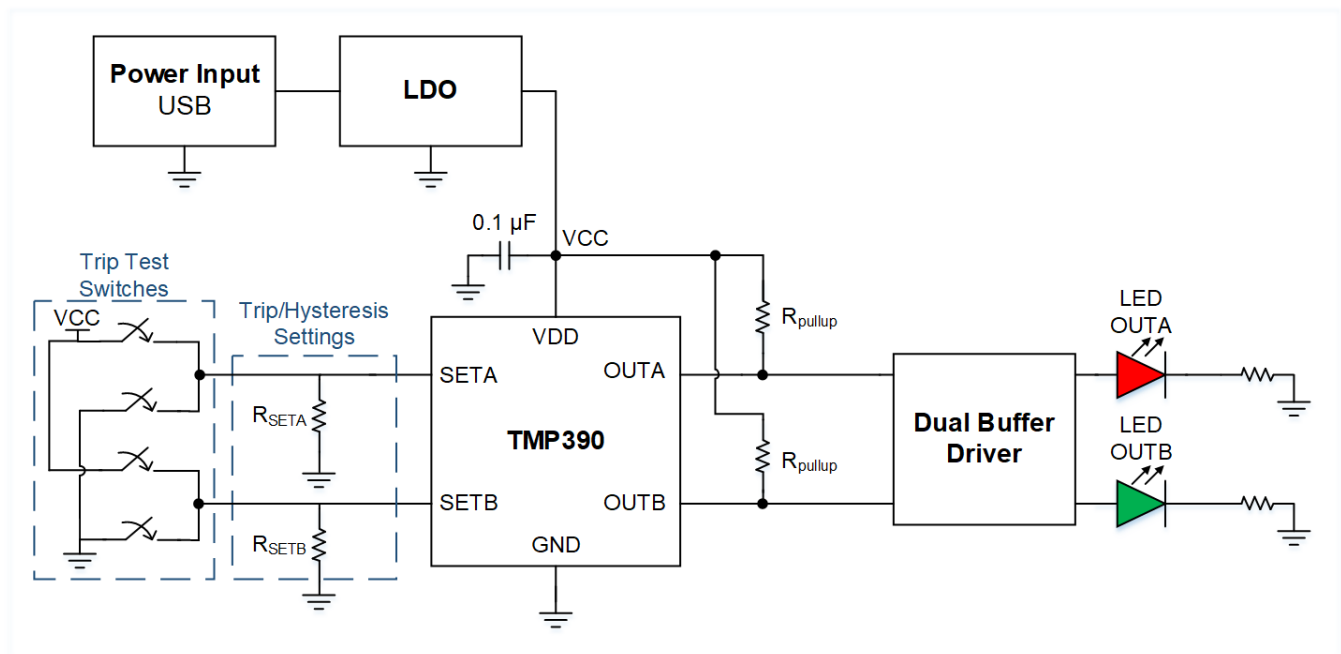 Power Input
USB
LDO
0.1 µF
VCC
Trip Test
Switches
VCC
Trip/Hysteresis
Settings
RSETA
RSETB
VDD
SETA
OUTA
TMP390
SETB
OUTB
GND
Rpullup
Rpullup
Dual Buffer
Driver
LED
OUTA
LED
OUTB